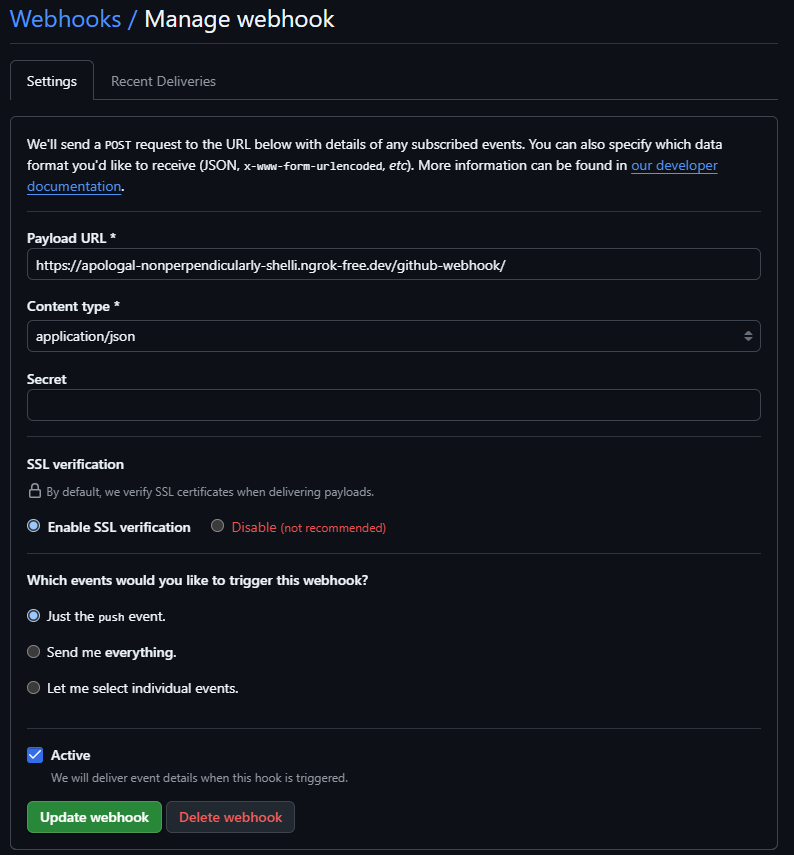 Webhooks / Manage webhook
Settings
Recent Deliveries
We'll send a POST request to the URL below with details of any subscribed events. You can also specify which data
format you'd like to receive (JSON, x-www-form-urlencoded, etc). More information can be found in our developer
documentation.
Payload URL *
https://apologal-nonperpendicularly-shelli.ngrok-free.dev/github-webhook/
Content type *
application/json
Secret
SSL verification
By default, we verify SSL certificates when delivering payloads.
Enable SSL verification
Disable (not recommended)
Which events would you like to trigger this webhook?
Just the push event.
Send me everything.
Let me select individual events.
Active
We will deliver event details when this hook is triggered.
Update webhook
Delete webhook